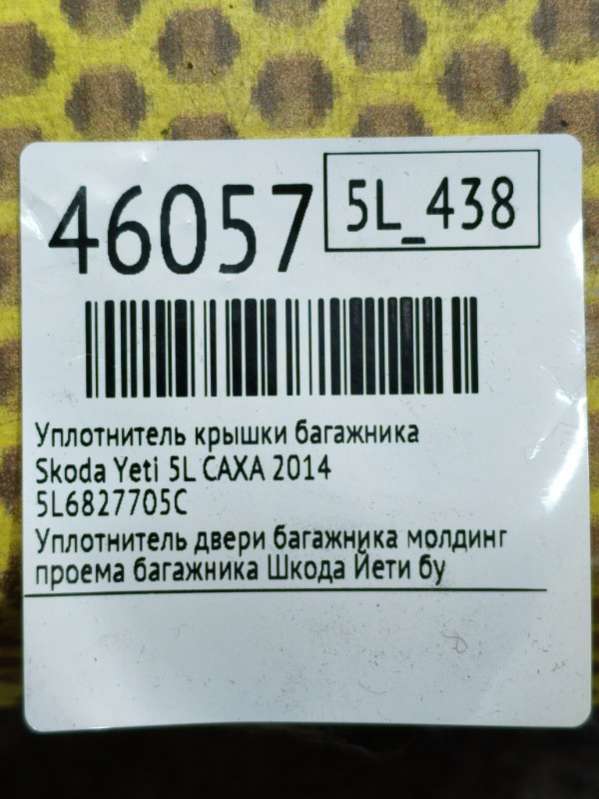 46057
5L_438
Уплотнитель крышки багажника
Skoda Yeti 5L CAXA 2014
5L6827705C
Уплотнитель двери багажника молдинг
проема багажника Шкода Йети бу